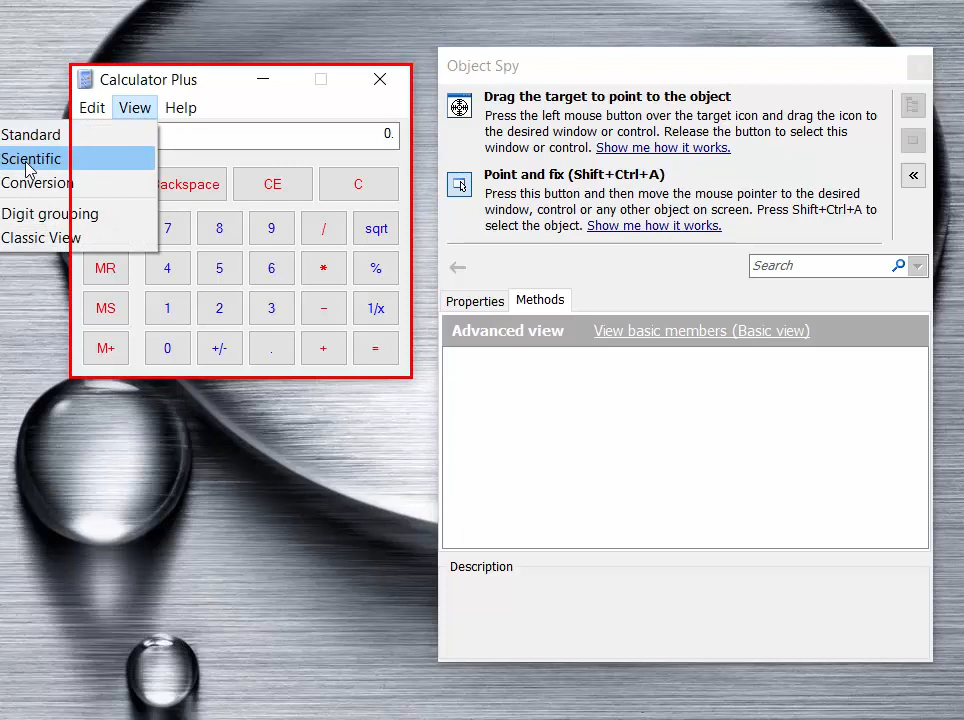 Calculator Plus
Edit View Help
0.
Standard
Scientific
Conversion
Digit grouping
Classic View
Backspace CE C
7 8 9 / sqrt
MR 4 5 6 * %
MS 1 2 3 − 1/x
M+ 0 +/- . + =
Object Spy
Drag the target to point to the object
Press the left mouse button over the target icon and drag the icon to
the desired window or control. Release the button to select this
window or control. Show me how it works.
Point and fix (Shift+Ctrl+A)
Press this button and then move the mouse pointer to the desired
window, control or any other object on screen. Press Shift+Ctrl+A to
select the object. Show me how it works.
Search
Properties Methods
Advanced view View basic members (Basic view)
Description